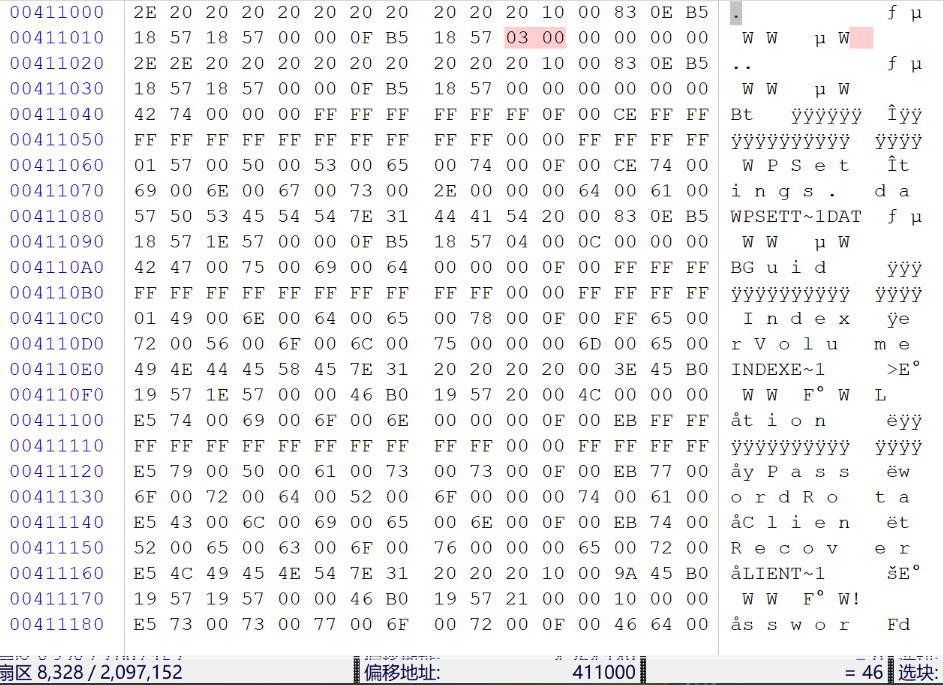 00411000 2E 20 20 20 20 20 20 20 20 20 20 10 00 83 0E B5 . ƒ µ
00411010 18 57 18 57 00 00 0F B5 18 57 03 00 00 00 00 00 W W µ W
00411020 2E 2E 20 20 20 20 20 20 20 20 20 10 00 83 0E B5 .. ƒ µ
00411030 18 57 18 57 00 00 0F B5 18 57 00 00 00 00 00 00 W W µ W
00411040 42 74 00 00 00 FF FF FF FF FF FF 0F 00 CE FF FF Bt ÿÿÿÿÿÿ Îÿÿ
00411050 FF FF FF FF FF FF FF FF FF FF 00 00 FF FF FF FF ÿÿÿÿÿÿÿÿÿÿ ÿÿÿÿ
00411060 01 57 00 50 00 53 00 65 00 74 00 0F 00 CE 74 00 W P S e t Ît
00411070 69 00 6E 00 67 00 73 00 2E 00 00 00 64 00 61 00 i n g s . d a
00411080 57 50 53 45 54 54 7E 31 44 41 54 20 00 83 0E B5 WPSETT~1DAT ƒ µ
00411090 18 57 1E 57 00 00 0F B5 18 57 04 00 0C 00 00 00 W W µ W
004110A0 42 47 00 75 00 69 00 64 00 00 00 0F 00 FF FF FF BG u i d ÿÿÿ
004110B0 FF FF FF FF FF FF FF FF FF FF 00 00 FF FF FF FF ÿÿÿÿÿÿÿÿÿÿ ÿÿÿÿ
004110C0 01 49 00 6E 00 64 00 65 00 78 00 0F 00 FF 65 00 I n d e x ÿe
004110D0 72 00 56 00 6F 00 6C 00 75 00 00 00 6D 00 65 00 r V o l u m e
004110E0 49 4E 44 45 58 45 7E 31 20 20 20 20 00 3E 45 B0 INDEXE~1 >E°
004110F0 19 57 1E 57 00 00 46 B0 19 57 20 00 4C 00 00 00 W W F° W L
00411100 E5 74 00 69 00 6F 00 6E 00 00 00 0F 00 EB FF FF åt i o n ëÿÿ
00411110 FF FF FF FF FF FF FF FF FF FF 00 00 FF FF FF FF ÿÿÿÿÿÿÿÿÿÿ ÿÿÿÿ
00411120 E5 79 00 50 00 61 00 73 00 73 00 0F 00 EB 77 00 åy P a s s ëw
00411130 6F 00 72 00 64 00 52 00 6F 00 00 00 74 00 61 00 o r d R o t a
00411140 E5 43 00 6C 00 69 00 65 00 6E 00 0F 00 EB 74 00 åC l i e n ët
00411150 52 00 65 00 63 00 6F 00 76 00 00 00 65 00 72 00 R e c o v e r
00411160 E5 4C 49 45 4E 54 7E 31 20 20 20 10 00 9A 45 B0 åLIENT~1 šE°
00411170 19 57 19 57 00 00 46 B0 19 57 21 00 00 10 00 00 W W F° W!
00411180 E5 73 00 73 00 77 00 6F 00 72 00 0F 00 46 64 00 ås s w o r Fd
扇区 8,328 / 2,097,152 偏移地址: 411000 = 46 选块: